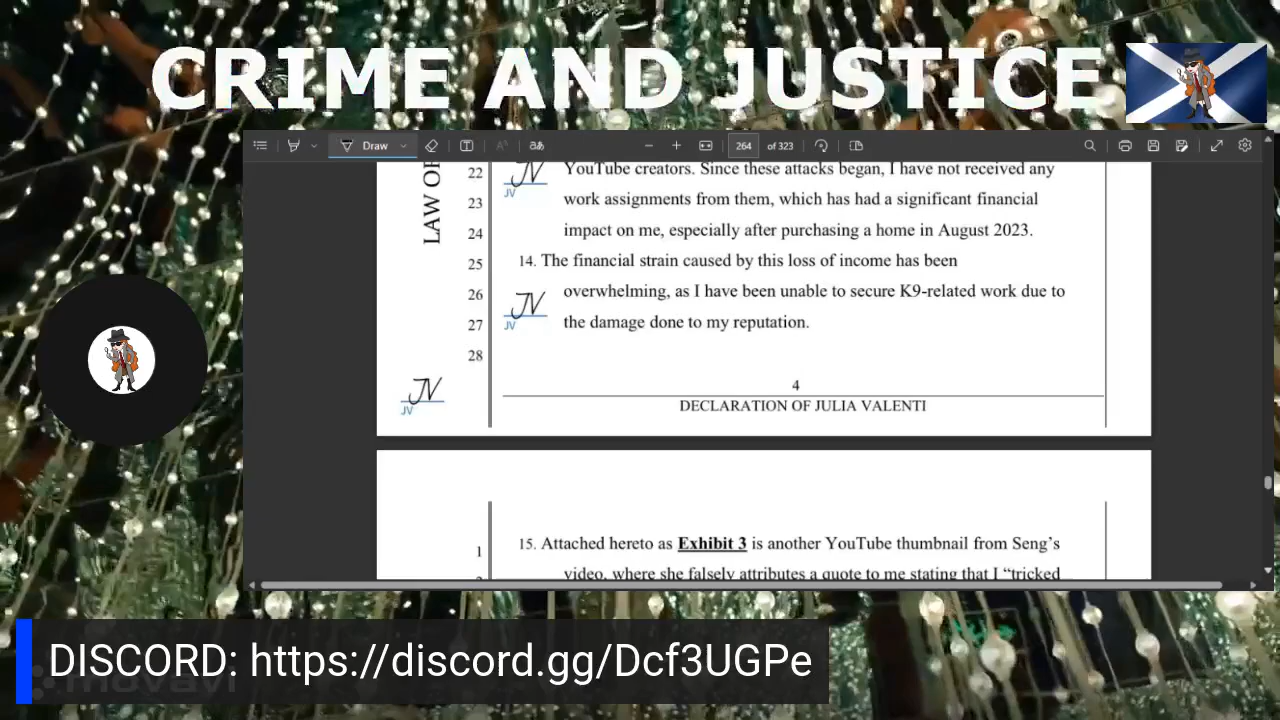 CRIME AND JUSTICE
Draw
264 of 323
LAW OF
22 YouTube creators. Since these attacks began, I have not received any
JV
23 work assignments from them, which has had a significant financial
24 impact on me, especially after purchasing a home in August 2023.
25 14. The financial strain caused by this loss of income has been
26 overwhelming, as I have been unable to secure K9-related work due to
JV
JV
27 the damage done to my reputation.
28
JV
JV
4
DECLARATION OF JULIA VALENTI
1 15. Attached hereto as Exhibit 3 is another YouTube thumbnail from Seng’s
video, where she falsely attributes a quote to me stating that I “tricked
DISCORD: https://discord.gg/Dcf3UGPe